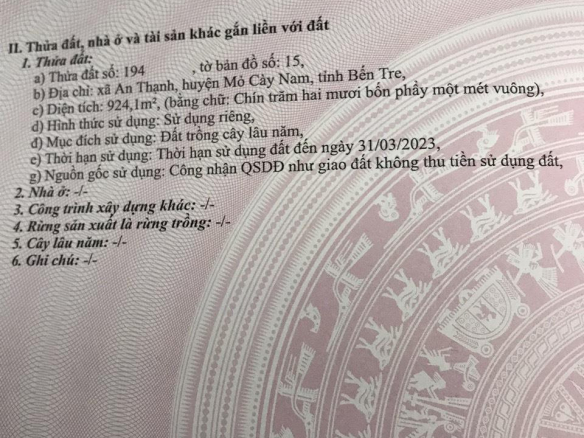 II. Thửa đất, nhà ở và tài sản khác gắn liền với đất
1. Thửa đất:
a) Thửa đất số: 194 , tờ bản đồ số: 15,
b) Địa chỉ: xã An Thạnh, huyện Mỏ Cày Nam, tỉnh Bến Tre,
c) Diện tích: 924,1m², (bằng chữ: Chín trăm hai mươi bốn phẩy một mét vuông),
d) Hình thức sử dụng: Sử dụng riêng,
đ) Mục đích sử dụng: Đất trồng cây lâu năm,
e) Thời hạn sử dụng: Thời hạn sử dụng đất đến ngày 31/03/2023,
g) Nguồn gốc sử dụng: Công nhận QSDĐ như giao đất không thu tiền sử dụng đất,
2. Nhà ở: -/-
3. Công trình xây dựng khác: -/-
4. Rừng sản xuất là rừng trồng: -/-
5. Cây lâu năm: -/-
6. Ghi chú: -/-